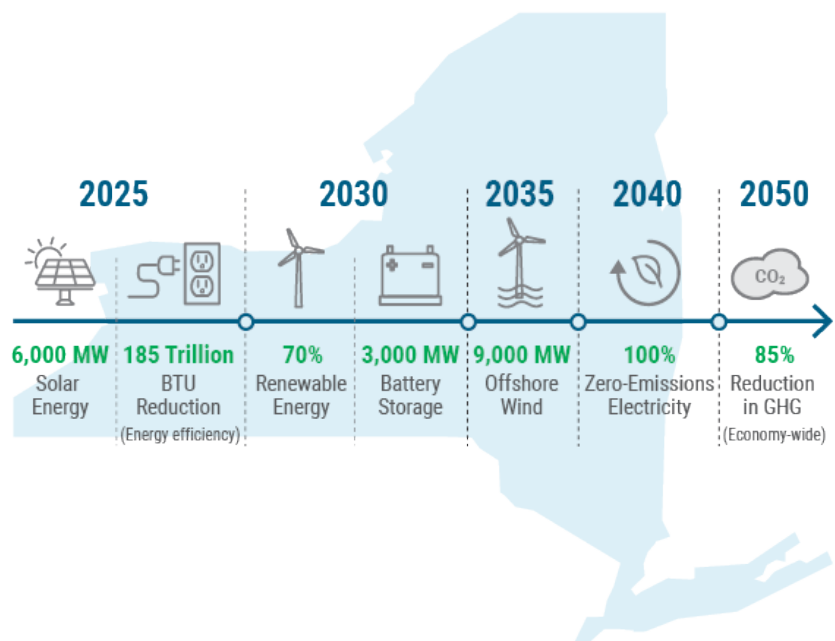 2025
2030
2035
2040
2050
CO₂
6,000 MW
Solar
Energy
185 Trillion
BTU
Reduction
(Energy efficiency)
70%
Renewable
Energy
3,000 MW
Battery
Storage
9,000 MW
Offshore
Wind
100%
Zero-Emissions
Electricity
85%
Reduction
in GHG
(Economy-wide)